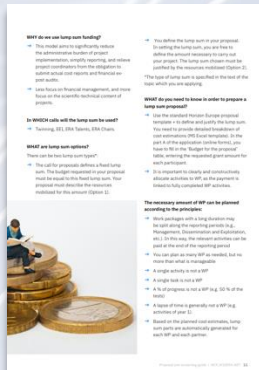 WHY do we use lump sum funding?
→ This model aims to significantly reduce
the administrative burden of project
implementation, simplify reporting, and relieve
project coordinators from the obligation to
submit actual cost reports and financial ex-
post audits.
→ Less focus on financial management, and more
focus on the scientific-technical content of
projects.
In WHICH calls will the lump sum be used?
→ Twinning, EEI, ERA Talents, ERA Chairs.
WHAT are lump sum options?
There can be two lump sum types*:
→ The call for proposals defines a fixed lump
sum. The budget requested in your proposal
must be equal to this fixed lump sum. Your
proposal must describe the resources
mobilised for this amount (Option 1).
→ You define the lump sum in your proposal.
In setting the lump sum, you are free to
define the amount necessary to carry out
your project. The lump sum chosen must be
justified by the resources mobilised (Option 2).
*The type of lump sum is specified in the text of the
topic which you are applying.
WHAT do you need to know in order to prepare a
lump sum proposal?
→ Use the standard Horizon Europe proposal
template + to define and justify the lump sum.
You need to provide detailed breakdown of
cost estimations (MS Excel template). In the
part A of the application (online form), you
have to fill in the 'Budget for the proposal'
table, entering the requested grant amount for
each participant.
→ It is important to clearly and constructively
allocate activities to WP, as the payment is
linked to fully completed WP activities.
The necessary amount of WP can be planned
according to the principles:
→ Work packages with a long duration may
be split along the reporting periods (e.g.,
Management, Dissemination and Exploitation,
etc.). In this way, the relevant activities can be
paid at the end of the reporting period
→ You can plan as many WP as needed, but no
more than what is manageable
→ A single activity is not a WP
→ A single task is not a WP
→ A % of progress is not a WP (e.g. 50 % of the
tests)
→ A lapse of time is generally not a WP (e.g.
activities of year 1)
→ Based on the planned cost estimates, lump
sum parts are automatically generated for
each WP and each partner.